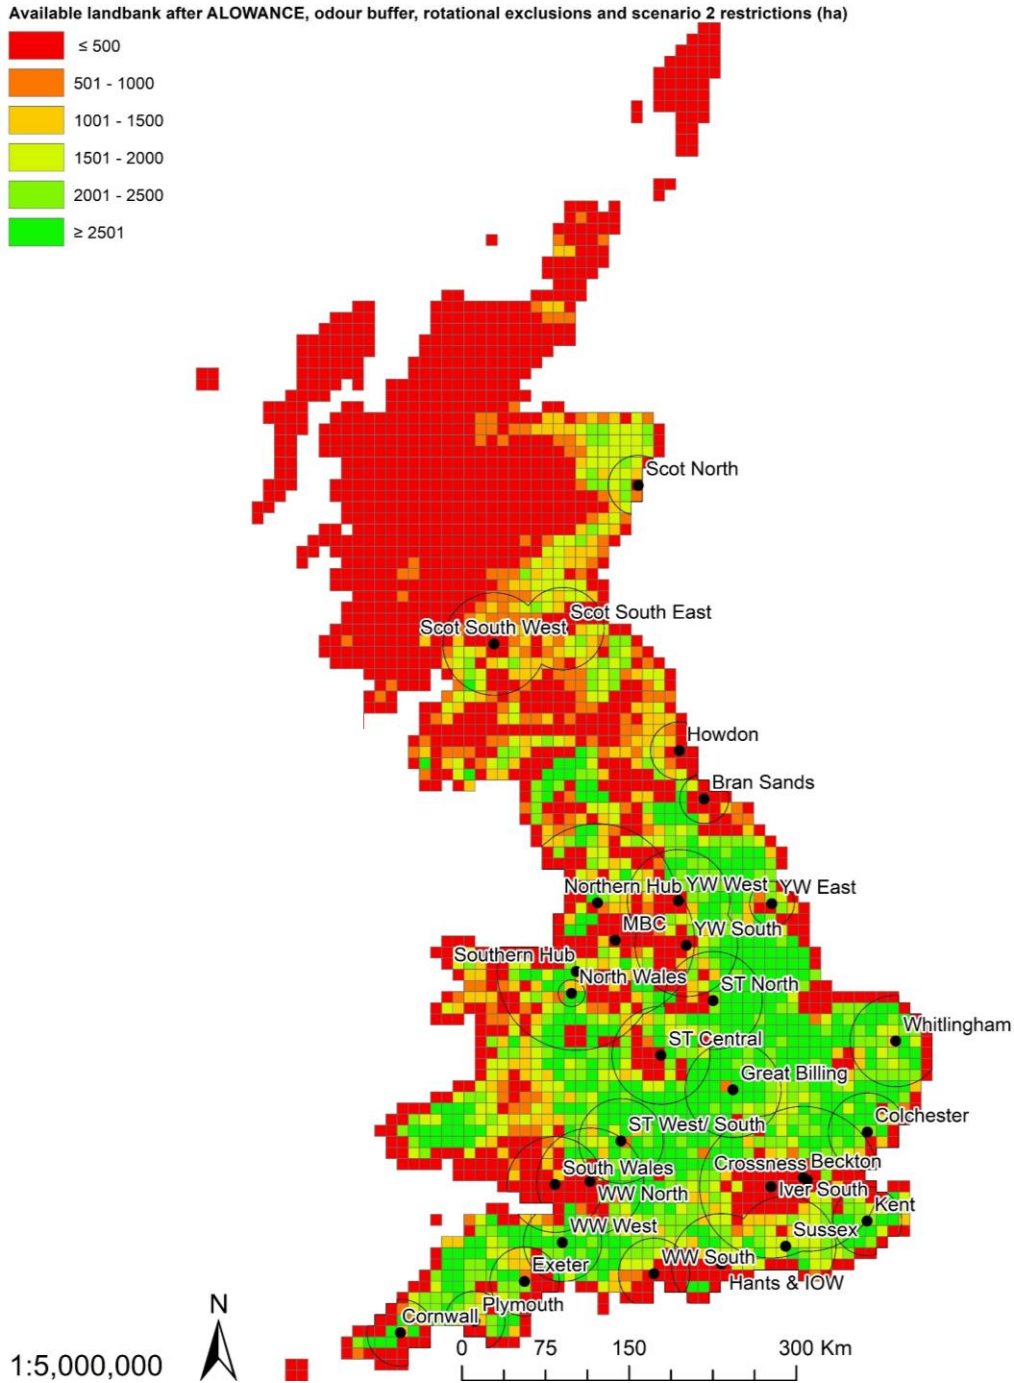 Available landbank after ALOWANCE, odour buffer, rotational exclusions and scenario 2 restrictions (ha)
≤ 500
501 - 1000
1001 - 1500
1501 - 2000
2001 - 2500
≥ 2501
Scot North
Scot South East
Scot South West
Howdon
Bran Sands
Northern Hub
YW West
YW East
MBC
YW South
Southern Hub
North Wales
ST North
Whitlingham
ST Central
Great Billing
Colchester
ST West/ South
Crossness
Beckton
South Wales
Iver South
WW North
Kent
WW West
Sussex
WW South
Exeter
Hants & IOW
Plymouth
Cornwall
N
0 75 150 300 Km
1:5,000,000